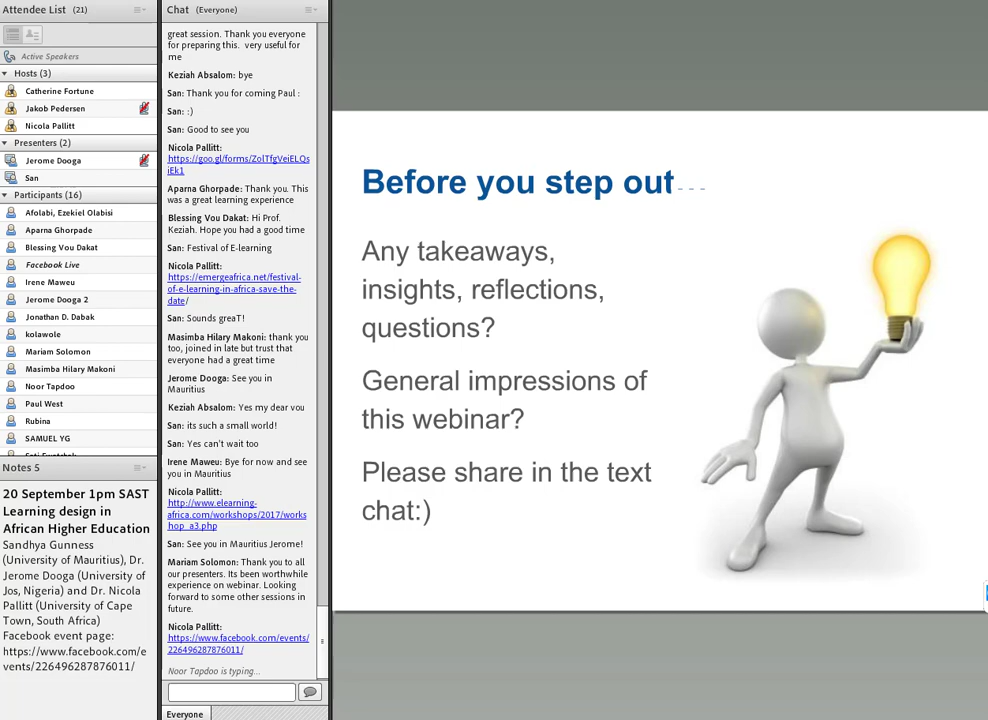 Attendee List (21)
Active Speakers
Hosts (3)
Catherine Fortune
Jakob Pedersen
Nicola Pallitt
Presenters (2)
Jerome Dooga
San
Participants (16)
Afolabi, Ezekiel Olabisi
Aparna Ghorpade
Blessing Vou Dakat
Facebook Live
Irene Maweu
Jerome Dooga 2
Jonathan D. Dabak
kolawole
Mariam Solomon
Masimba Hilary Makoni
Noor Tapdoo
Paul West
Rubina
SAMUEL YG
Notes 5
20 September 1pm SAST
Learning design in
African Higher Education
Sandhya Gunness
(University of Mauritius), Dr.
Jerome Dooga (University of
Jos, Nigeria) and Dr. Nicola
Pallitt (University of Cape
Town, South Africa)
Facebook event page:
https://www.facebook.com/e
vents/226496287876011/
Chat (Everyone)
great session. Thank you everyone
for preparing this. very useful for
me
Keziah Absalom: bye
San: Thank you for coming Paul :
San: :)
San: Good to see you
Nicola Pallitt:
https://goo.gl/forms/ZolTfgVeiELQs
iEk1
Aparna Ghorpade: Thank you. This
was a great learning experience
Blessing Vou Dakat: Hi Prof.
Keziah. Hope you had a good time
San: Festival of E-learning
Nicola Pallitt:
https://emergeafrica.net/festival-
of-e-learning-in-africa-save-the-
date/
San: Sounds greaT!
Masimba Hilary Makoni: thank you
too, joined in late but trust that
everyone had a great time
Jerome Dooga: See you in
Mauritius
Keziah Absalom: Yes my dear vou
San: its such a small world!
San: Yes can't wait too
Irene Maweu: Bye for now and see
you in Mauritius
Nicola Pallitt:
http://www.elearning-
africa.com/workshops/2017/works
hop_a3.php
San: See you in Mauritius Jerome!
Mariam Solomon: Thank you to all
our presenters. Its been worthwhile
experience on webinar. Looking
forward to some other sessions in
future.
Nicola Pallitt:
https://www.facebook.com/events/
226496287876011/
Noor Tapdoo is typing...
Everyone
Before you step out...
Any takeaways,
insights, reflections,
questions?
General impressions of
this webinar?
Please share in the text
chat:)